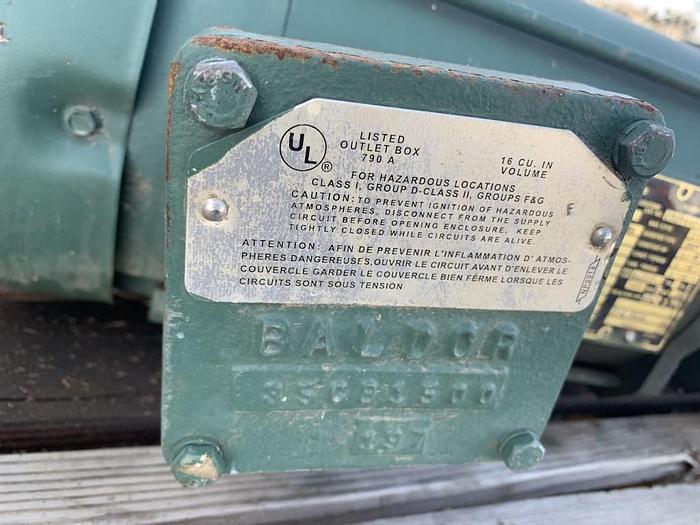 UL ®
LISTED
OUTLET BOX
790 A
16 CU. IN
VOLUME
FOR HAZARDOUS LOCATIONS
CLASS I, GROUP D-CLASS II, GROUPS F&G
CAUTION: TO PREVENT IGNITION OF HAZARDOUS
ATMOSPHERES, DISCONNECT FROM THE SUPPLY
CIRCUIT BEFORE OPENING ENCLOSURE. KEEP
TIGHTLY CLOSED WHILE CIRCUITS ARE ALIVE.
F
ATTENTION: AFIN DE PREVENIR L'INFLAMMATION D' ATMOS-
PHERES DANGEREUSES,OUVRIR LE CIRCUIT AVANT D'ENLEVER LE
COUVERCLE GARDER LE COUVERCLE BIEN FÈRME LORSQUE LES
CIRCUITS SONT SOUS TENSION
BALDOR
35CB3500